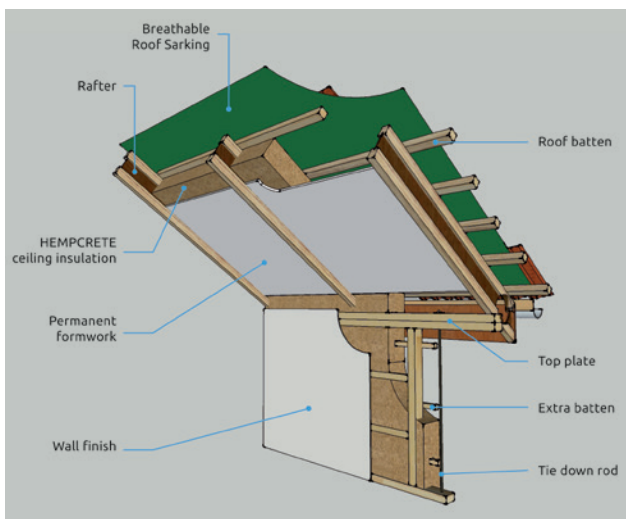 Breathable
Roof Sarking
Rafter
Roof batten
HEMPCRETE
ceiling insulation
Permanent
formwork
Top plate
Extra batten
Wall finish
Tie down rod